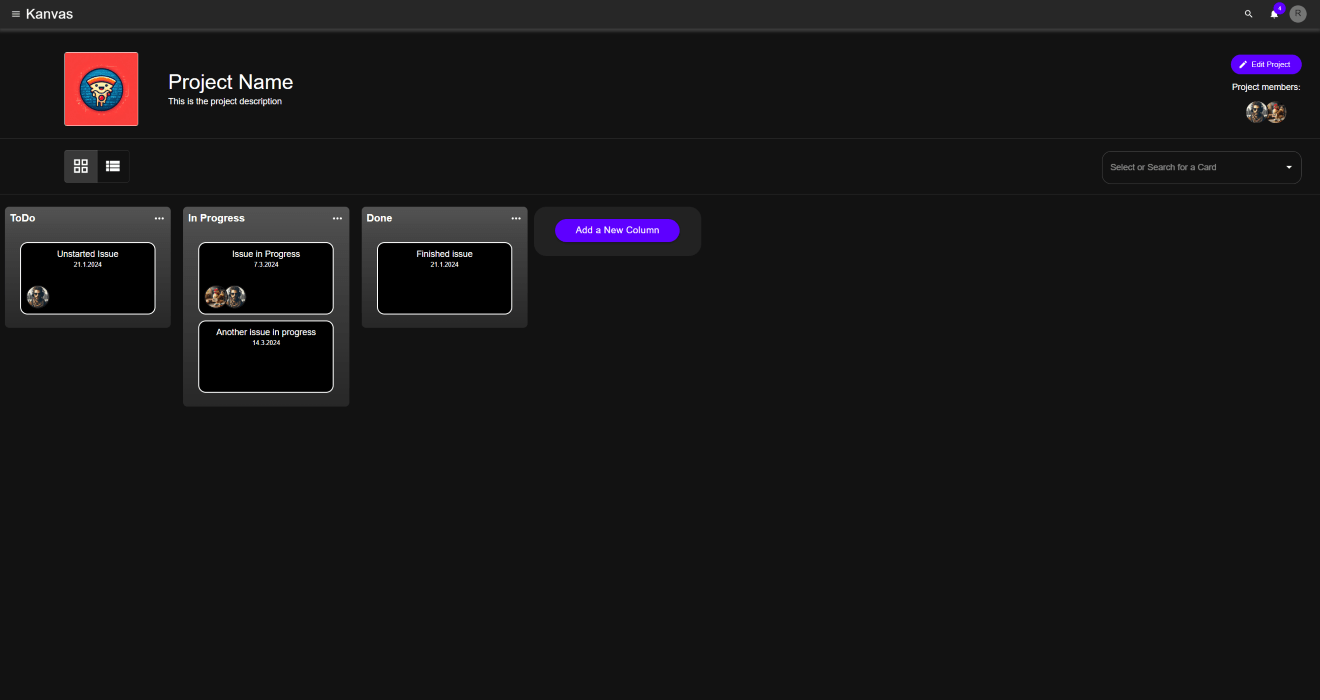 Kanvas
4
R
Project Name
This is the project description
Edit Project
Project members:
Select or Search for a Card
ToDo
Unstarted Issue
21.1.2024
In Progress
Issue in Progress
7.3.2024
Another issue in progress
14.3.2024
Done
Finished issue
21.1.2024
Add a New Column